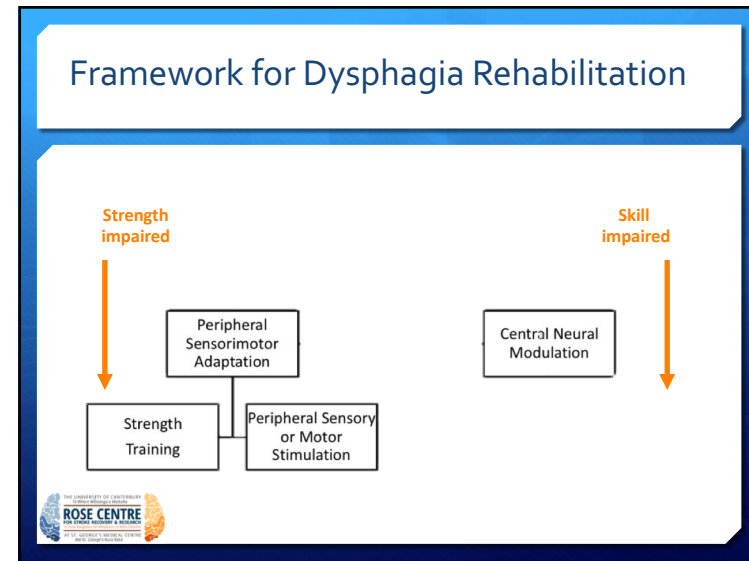 Framework for Dysphagia Rehabilitation
Strength
impaired
Skill
impaired
Peripheral
Sensorimotor
Adaptation
Central Neural
Modulation
Strength
Training
Peripheral Sensory
or Motor
Stimulation
THE UNIVERSITY OF CANTERBURY
ROSE CENTRE
FOR STROKE RECOVERY & RESEARCH
AT ST. GEORGE'S MEDICAL CENTRE